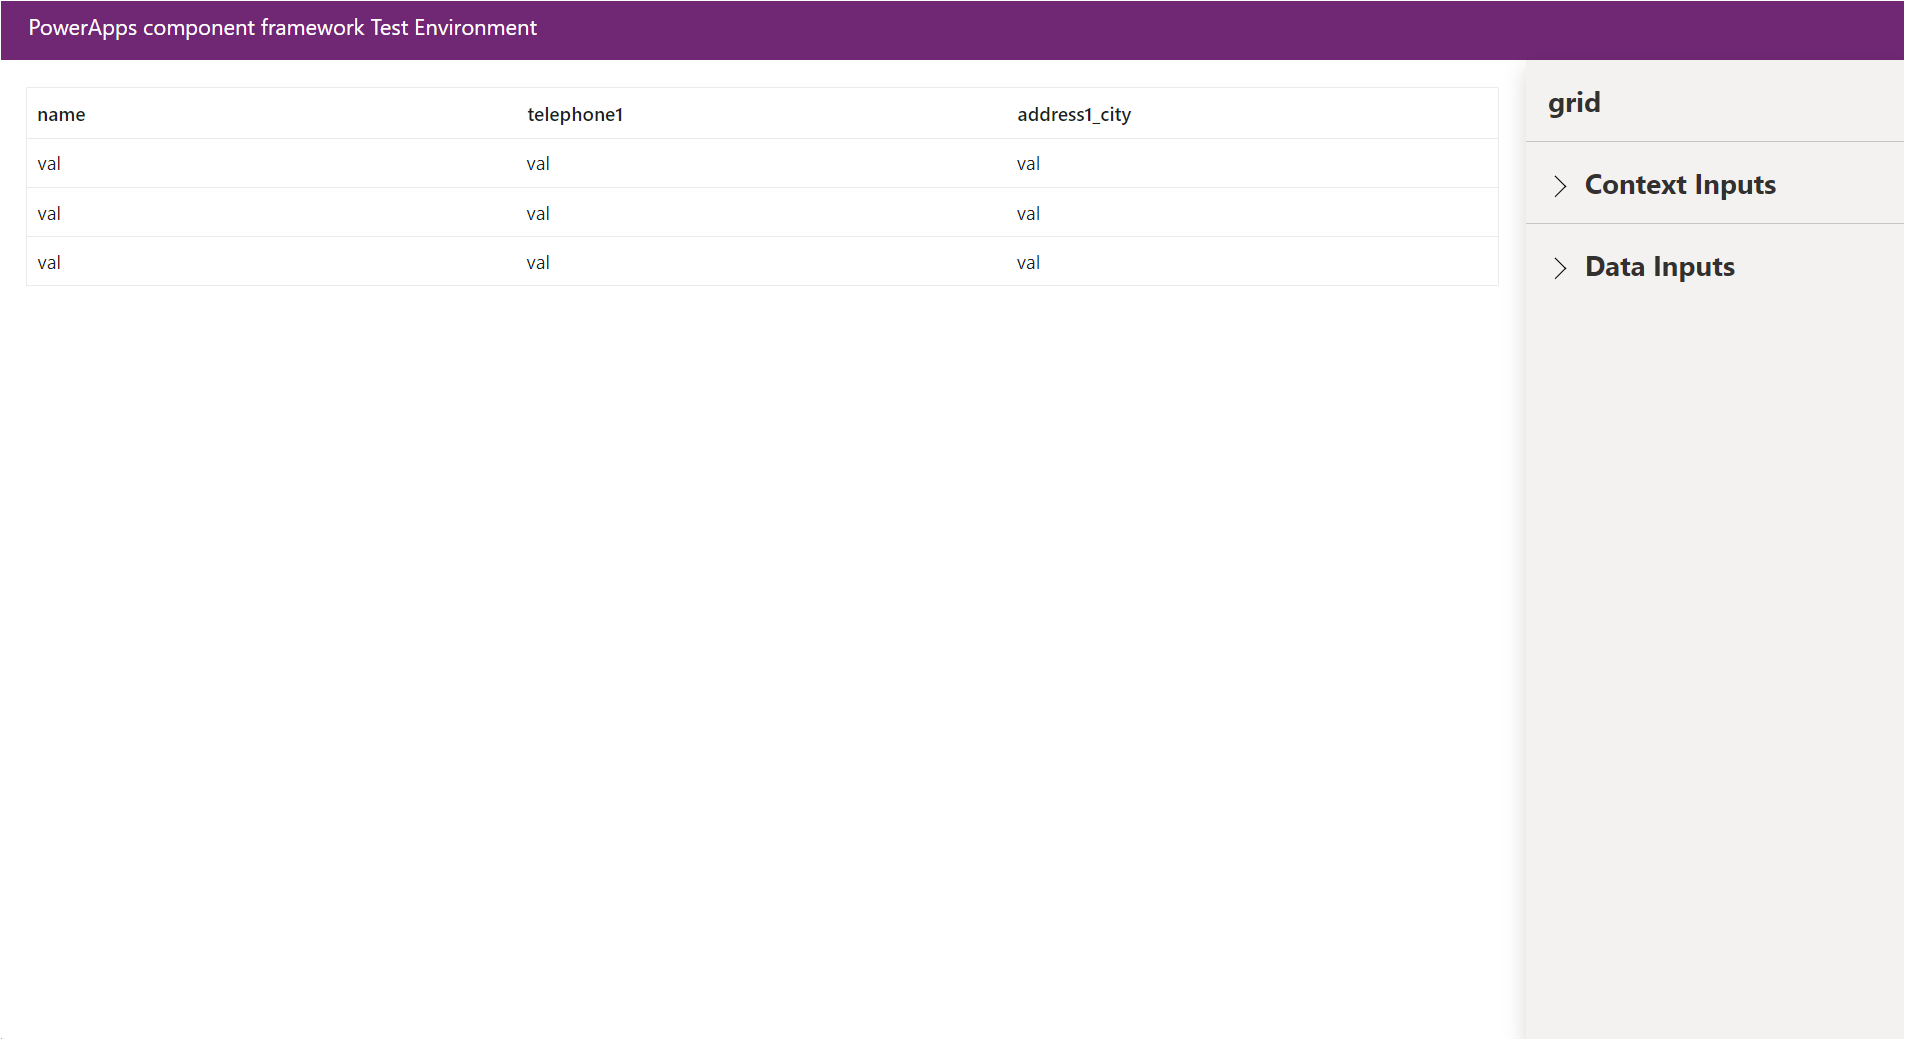 PowerApps component framework Test Environment
name telephone1 address1_city
val val val
val val val
val val val
grid
Context Inputs
Data Inputs